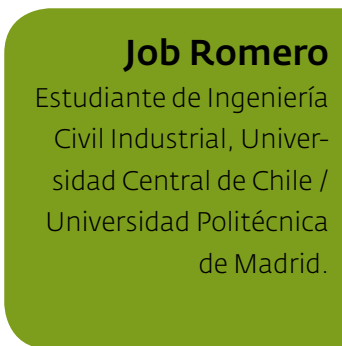 Job Romero
Estudiante de Ingeniería
Civil Industrial, Univer-
sidad Central de Chile /
Universidad Politécnica
de Madrid.